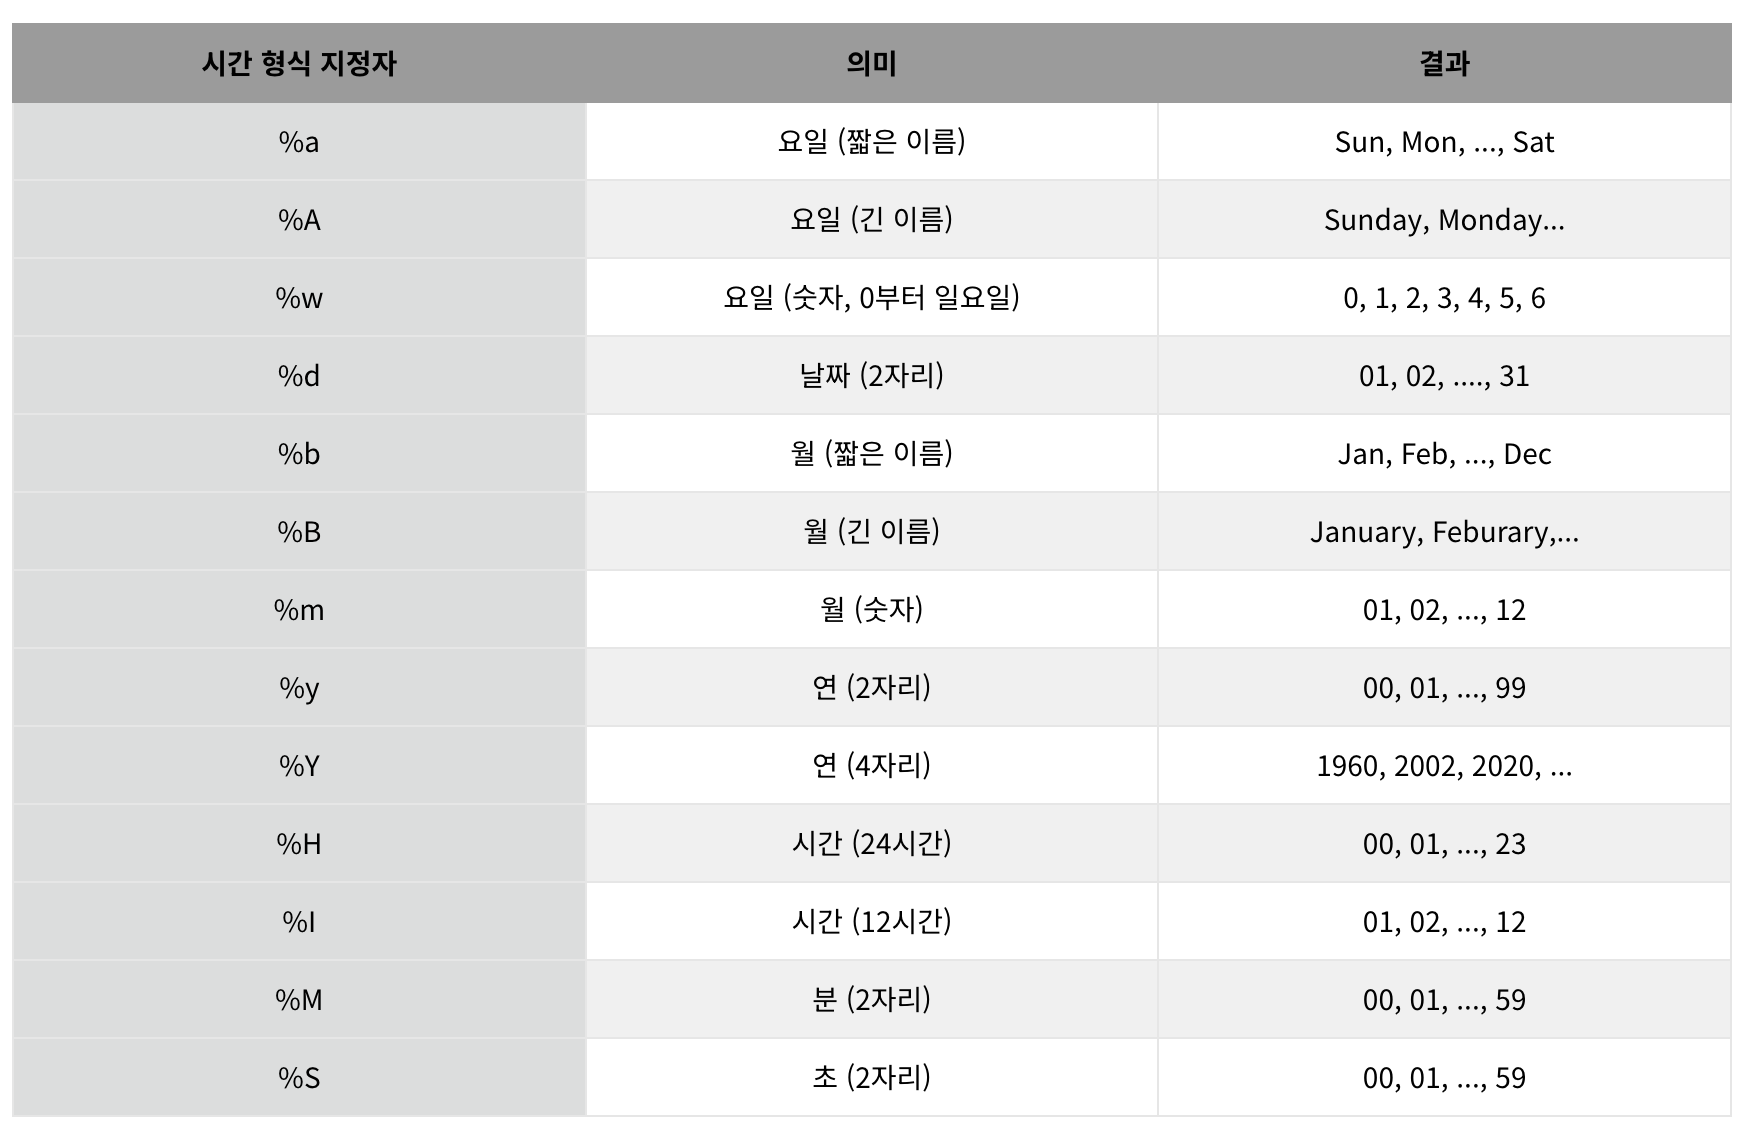 시간 형식 지정자 의미 결과
%a 요일 (짧은 이름) Sun, Mon, ..., Sat
%A 요일 (긴 이름) Sunday, Monday...
%w 요일 (숫자, 0부터 일요일) 0, 1, 2, 3, 4, 5, 6
%d 날짜 (2자리) 01, 02, ...., 31
%b 월 (짧은 이름) Jan, Feb, ..., Dec
%B 월 (긴 이름) January, Feburary,...
%m 월 (숫자) 01, 02, ..., 12
%y 연 (2자리) 00, 01, ..., 99
%Y 연 (4자리) 1960, 2002, 2020, ...
%H 시간 (24시간) 00, 01, ..., 23
%I 시간 (12시간) 01, 02, ..., 12
%M 분 (2자리) 00, 01, ..., 59
%S 초 (2자리) 00, 01, ..., 59